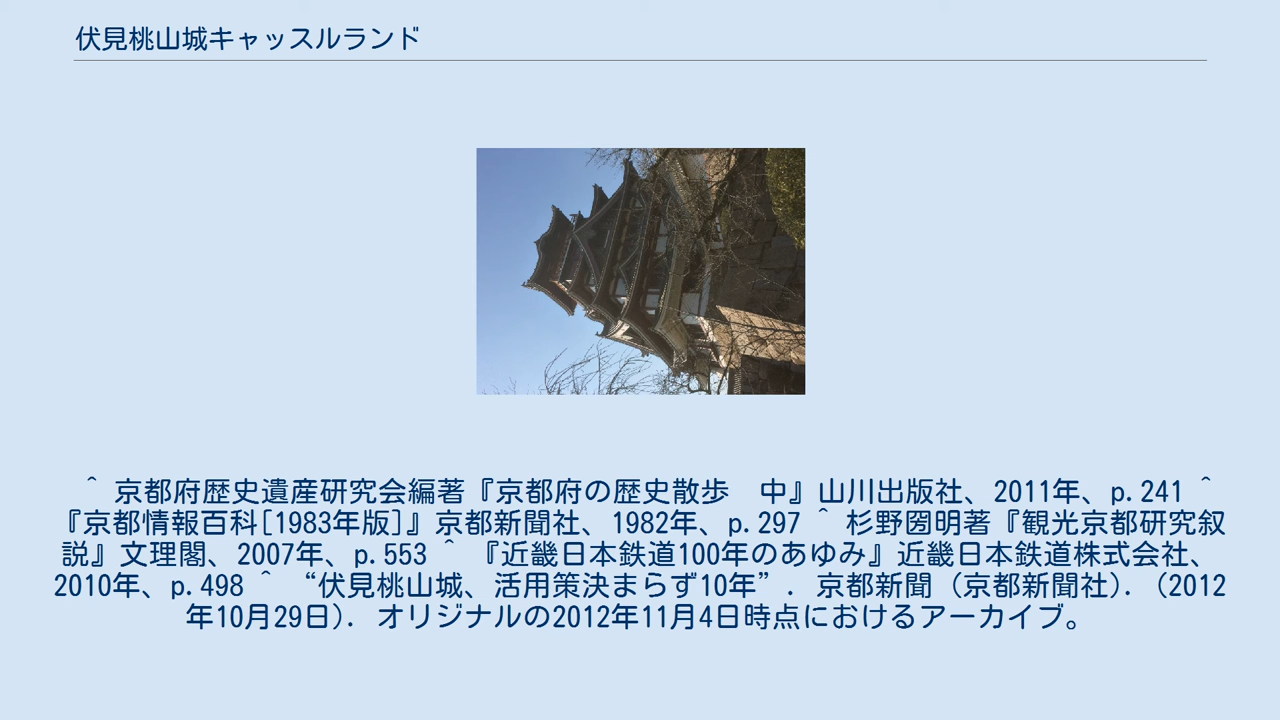 伏見桃山城キャッスルランド
^ 京都府歴史遺産研究会編著『京都府の歴史散歩　中』山川出版社、2011年、p.241 ^
『京都情報百科[1983年版]』京都新聞社、1982年、p.297 ^ 杉野圀明著『観光京都研究叙
説』文理閣、2007年、p.553 ^ 『近畿日本鉄道100年のあゆみ』近畿日本鉄道株式会社、
2010年、p.498 ^ “伏見桃山城、活用策決まらず10年”. 京都新聞 (京都新聞社). (2012
年10月29日). オリジナルの2012年11月4日時点におけるアーカイブ。